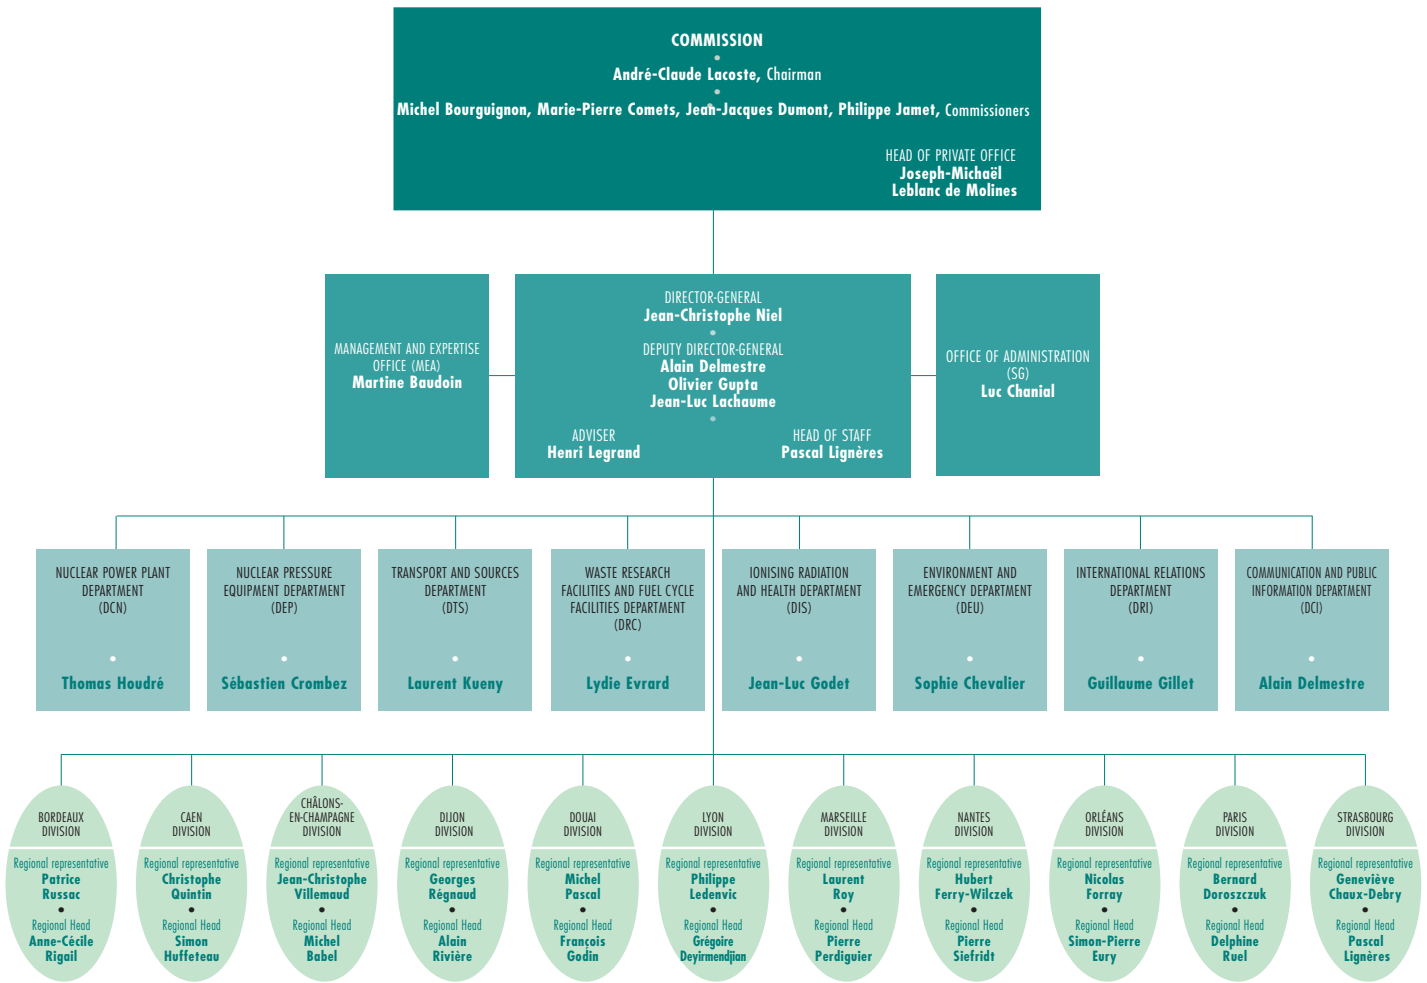 COMMISSION
André-Claude Lacoste, Chairman
Michel Bourguignon, Marie-Pierre Comets, Jean-Jacques Dumont, Philippe Jamet, Commissioners
HEAD OF PRIVATE OFFICE
Joseph-Michaël
Leblanc de Molines
MANAGEMENT AND EXPERTISE
OFFICE (MEA)
Martine Baudoin
DIRECTOR-GENERAL
Jean-Christophe Niel
DEPUTY DIRECTOR-GENERAL
Alain Delmestre
Olivier Gupta
Jean-Luc Lachaume
ADVISER
Henri Legrand
HEAD OF STAFF
Pascal Lignères
OFFICE OF ADMINISTRATION
(SG)
Luc Chanial
NUCLEAR POWER PLANT
DEPARTMENT
(DCN)
Thomas Houdré
NUCLEAR PRESSURE
EQUIPMENT DEPARTMENT
(DEP)
Sébastien Crombez
TRANSPORT AND SOURCES
DEPARTMENT
(DTS)
Laurent Kueny
WASTE RESEARCH
FACILITIES AND FUEL CYCLE
FACILITIES DEPARTMENT
(DRC)
Lydie Evrard
IONISING RADIATION
AND HEALTH DEPARTMENT
(DIS)
Jean-Luc Godet
ENVIRONMENT AND
EMERGENCY DEPARTMENT
(DEU)
Sophie Chevalier
INTERNATIONAL RELATIONS
DEPARTMENT
(DRI)
Guillaume Gillet
COMMUNICATION AND PUBLIC
INFORMATION DEPARTMENT
(DCI)
Alain Delmestre
BORDEAUX
DIVISION
Regional representative
Patrice
Russac
Regional Head
Anne-Cécile
Rigail
CAEN
DIVISION
Regional representative
Christophe
Quintin
Regional Head
Simon
Huffeteau
CHÂLONS-
EN-CHAMPAGNE
DIVISION
Regional representative
Jean-Christophe
Villemaud
Regional Head
Michel
Babel
DIJON
DIVISION
Regional representative
Georges
Régnaud
Regional Head
Alain
Rivière
DOUAI
DIVISION
Regional representative
Michel
Pascal
Regional Head
François
Godin
LYON
DIVISION
Regional representative
Philippe
Ledenvic
Regional Head
Grégoire
Deyirmendjian
MARSEILLE
DIVISION
Regional representative
Laurent
Roy
Regional Head
Pierre
Perdiguier
NANTES
DIVISION
Regional representative
Hubert
Ferry-Wilczek
Regional Head
Pierre
Siefridt
ORLÉANS
DIVISION
Regional representative
Nicolas
Forray
Regional Head
Simon-Pierre
Eury
PARIS
DIVISION
Regional representative
Bernard
Doroszczuk
Regional Head
Delphine
Ruel
STRASBOURG
DIVISION
Regional representative
Geneviève
Chaux-Debry
Regional Head
Pascal
Lignères